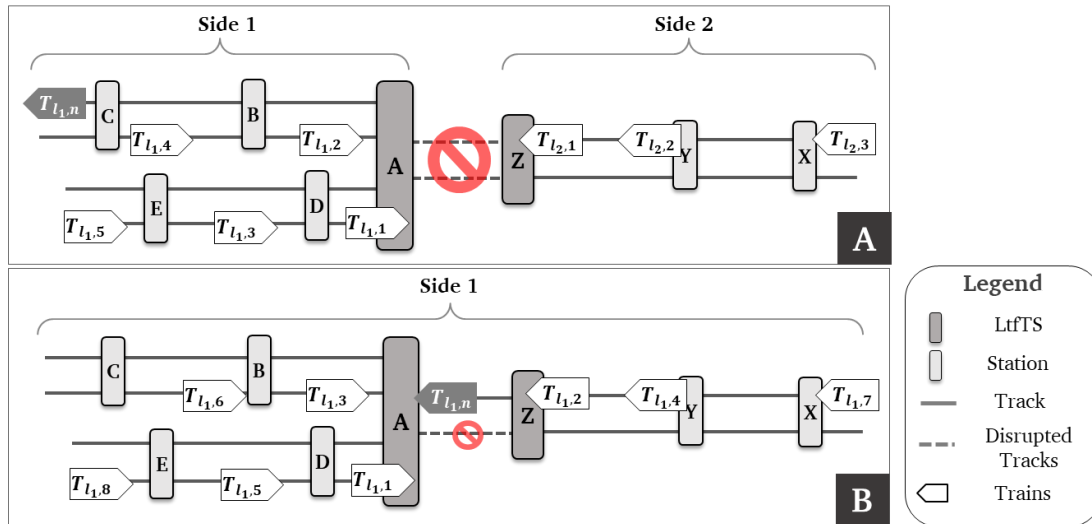 Side 1
Side 2
T_{l_1,n}
C
B
T_{l_1,4}
T_{l_1,2}
A
Z
T_{l_2,1}
T_{l_2,2}
Y
X
T_{l_2,3}
E
D
T_{l_1,5}
T_{l_1,3}
T_{l_1,1}
A
Side 1
C
B
T_{l_1,6}
T_{l_1,3}
A
T_{l_1,n}
Z
T_{l_1,2}
T_{l_1,4}
Y
X
T_{l_1,7}
E
D
T_{l_1,8}
T_{l_1,5}
T_{l_1,1}
B
Legend
LtfTS
Station
Track
Disrupted
Tracks
Trains